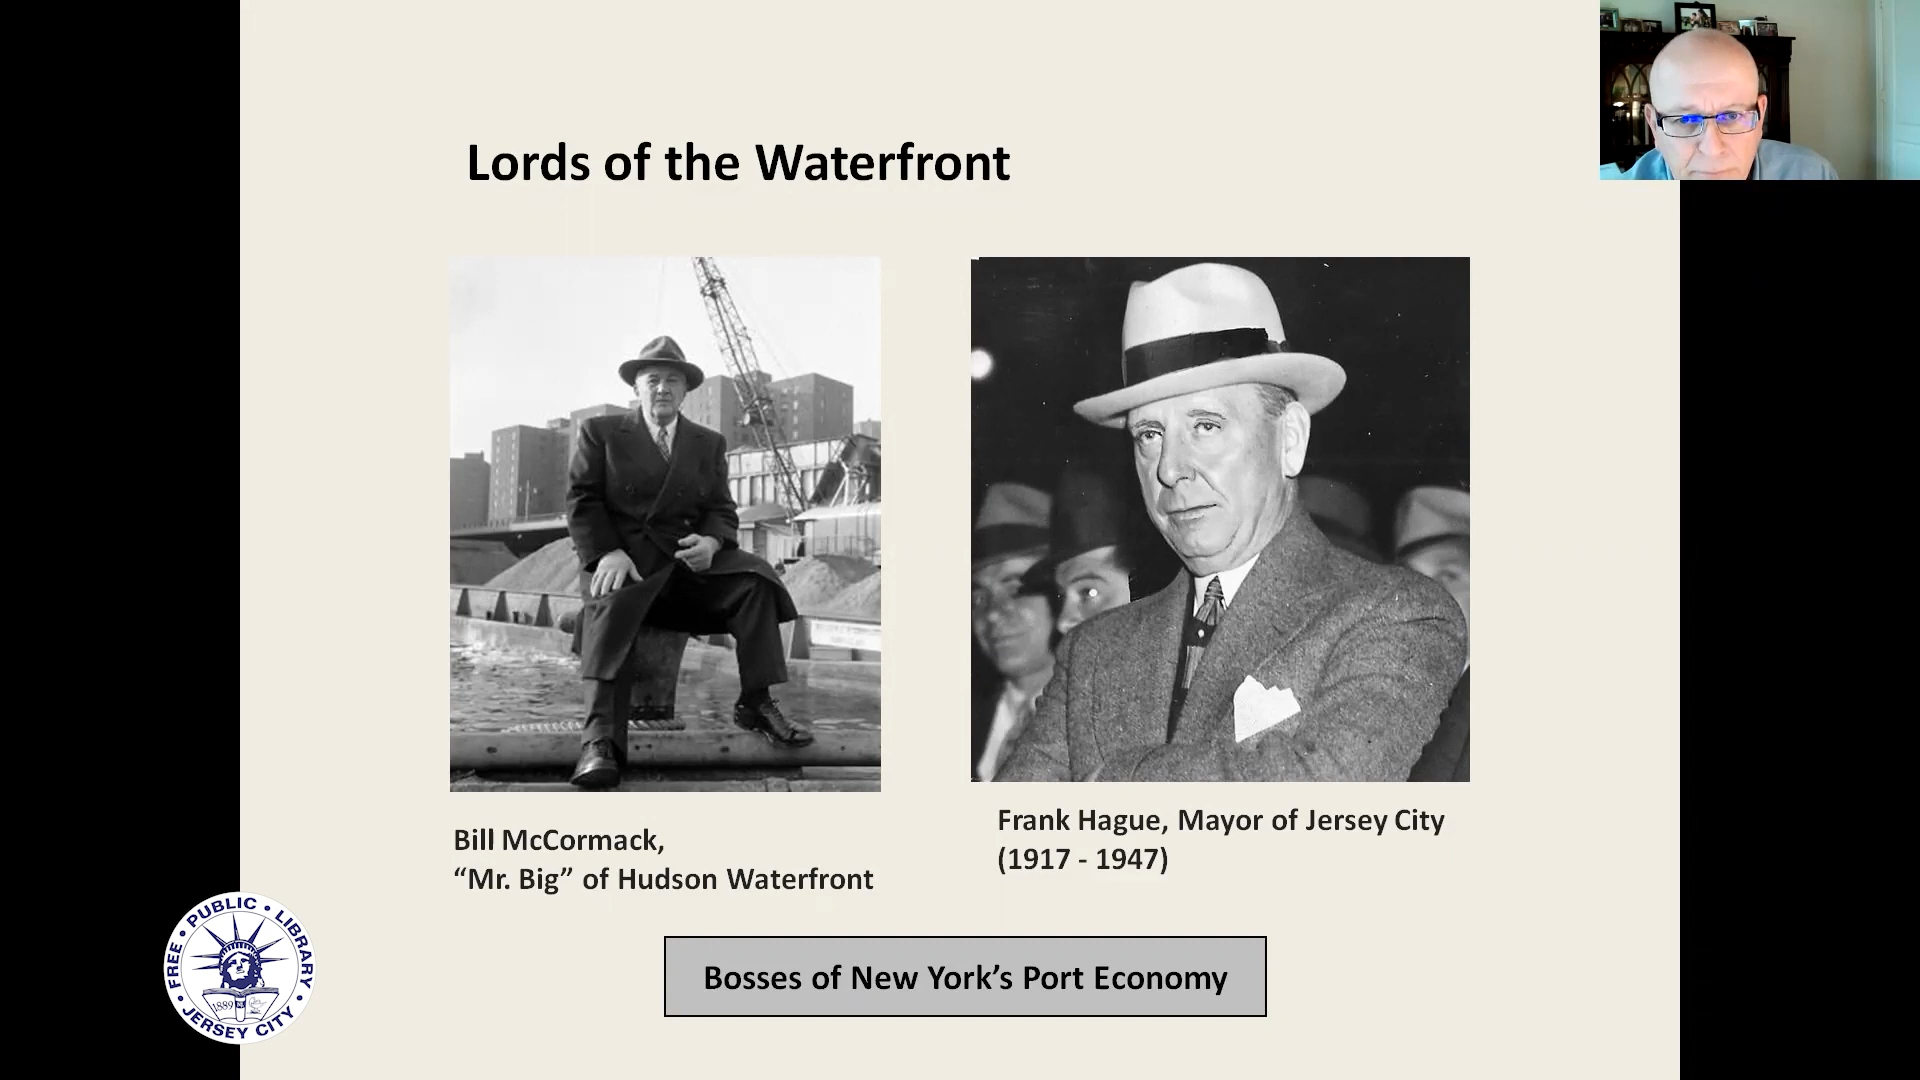 Lords of the Waterfront
Bill McCormack,
“Mr. Big” of Hudson Waterfront
Frank Hague, Mayor of Jersey City
(1917 - 1947)
Bosses of New York’s Port Economy
FREE • PUBLIC • LIBRARY • JERSEY CITY •
1889